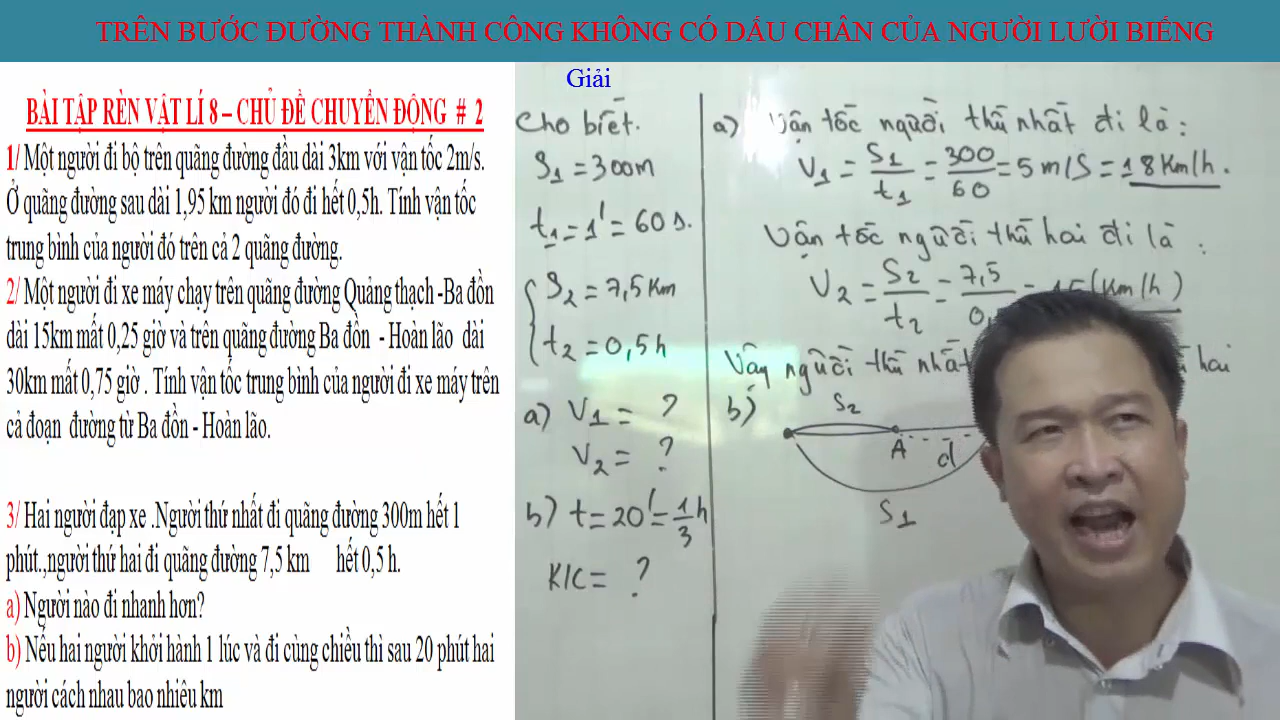 TRÊN BƯỚC ĐƯỜNG THÀNH CÔNG KHÔNG CÓ DẤU CHÂN CỦA NGƯỜI LƯỜI BIẾNG
BÀI TẬP RÈN VẬT LÍ 8 – CHỦ ĐỀ CHUYỂN ĐỘNG # 2
1/ Một người đi bộ trên quãng đường đầu dài 3km với vận tốc 2m/s.
Ở quãng đường sau dài 1,95 km người đó đi hết 0,5h. Tính vận tốc
trung bình của người đó trên cả 2 quãng đường.
2/ Một người đi xe máy chạy trên quãng đường Quảng thạch -Ba đồn
dài 15km mất 0,25 giờ và trên quãng đường Ba đồn - Hoàn lão dài
30km mất 0,75 giờ . Tính vận tốc trung bình của người đi xe máy trên
cả đoạn đường từ Ba đồn - Hoàn lão.
3/ Hai người đạp xe .Người thứ nhất đi quãng đường 300m hết 1
phút.,người thứ hai đi quãng đường 7,5 km hết 0,5 h.
a) Người nào đi nhanh hơn?
b) Nếu hai người khởi hành 1 lúc và đi cùng chiều thì sau 20 phút hai
người cách nhau bao nhiêu km
Giải
Cho biết.
S1 = 300m
t1 = 1' = 60 s.
S2 = 7,5 Km
t2 = 0,5 h
a) V1 = ?
V2 = ?
b) t = 20' = 1/3 h
K/C = ?
a) Vận tốc người thứ nhất đi là :
V1 = S1/t1 = 300/60 = 5 m/s = 18 Km/h.
Vận tốc người thứ hai đi là :
V2 = S2/t2 = 7,5/0, = 15 (Km/h)
Vậy người thứ nhất hai
b)
S2
A d
S1